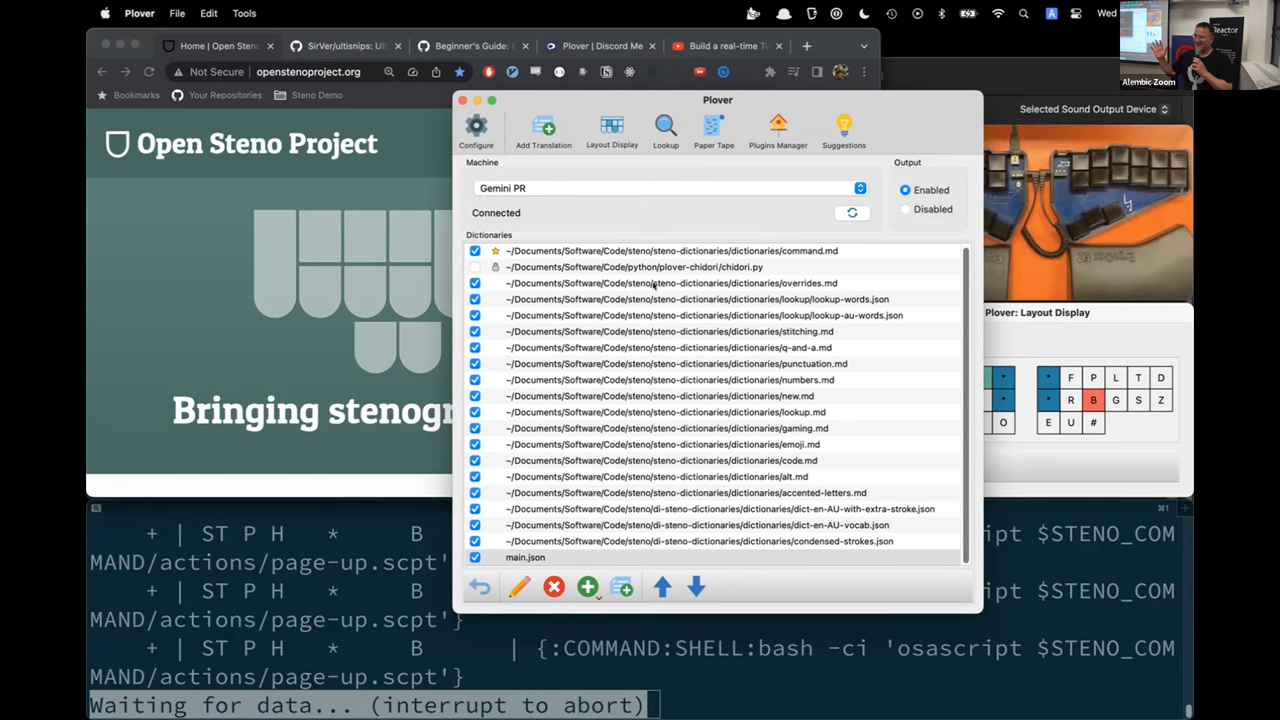 Plover File Edit Tools
A
Wed
Reactor
Alembic Zoom
Home | Open Steno
SirVer/ultisnips: Ul
Beginner's Guide:
Plover | Discord Me
Build a real-time Tw
Not Secure | openstenoproject.org
Bookmarks Your Repositories Steno Demo
Open Steno Project
Bringing stenog
Plover
Configure
Add Translation
Layout Display
Lookup
Paper Tape
Plugins Manager
Suggestions
Machine
Gemini PR
Connected
Output
Enabled
Disabled
Dictionaries
~/Documents/Software/Code/steno/steno-dictionaries/dictionaries/command.md
~/Documents/Software/Code/python/plover-chidori/chidori.py
~/Documents/Software/Code/steno/steno-dictionaries/dictionaries/overrides.md
~/Documents/Software/Code/steno/steno-dictionaries/dictionaries/lookup/lookup-words.json
~/Documents/Software/Code/steno/steno-dictionaries/dictionaries/lookup/lookup-au-words.json
~/Documents/Software/Code/steno/steno-dictionaries/dictionaries/stitching.md
~/Documents/Software/Code/steno/steno-dictionaries/dictionaries/q-and-a.md
~/Documents/Software/Code/steno/steno-dictionaries/dictionaries/punctuation.md
~/Documents/Software/Code/steno/steno-dictionaries/dictionaries/numbers.md
~/Documents/Software/Code/steno/steno-dictionaries/dictionaries/new.md
~/Documents/Software/Code/steno/steno-dictionaries/dictionaries/lookup.md
~/Documents/Software/Code/steno/steno-dictionaries/dictionaries/gaming.md
~/Documents/Software/Code/steno/steno-dictionaries/dictionaries/emoji.md
~/Documents/Software/Code/steno/steno-dictionaries/dictionaries/code.md
~/Documents/Software/Code/steno/steno-dictionaries/dictionaries/alt.md
~/Documents/Software/Code/steno/steno-dictionaries/dictionaries/accented-letters.md
~/Documents/Software/Code/steno/di-steno-dictionaries/dictionaries/dict-en-AU-with-extra-stroke.json
~/Documents/Software/Code/steno/di-steno-dictionaries/dictionaries/dict-en-AU-vocab.json
~/Documents/Software/Code/steno/di-steno-dictionaries/dictionaries/condensed-strokes.json
main.json
Selected Sound Output Device
Plover: Layout Display
* * F P L T D
* * R B G S Z
O E U #
⌘1
+ | ST P H * B
cript $STENO_COM
MAND/actions/page-up.scp
+ | ST P H * B
cript $STENO_COM
MAND/actions/page-up.scpt'}
+ | ST P H * B | {:COMMAND:SHELL:bash -ci 'osascript $STENO_COM
MAND/actions/page-up.scpt'}
Waiting for data... (interrupt to abort)